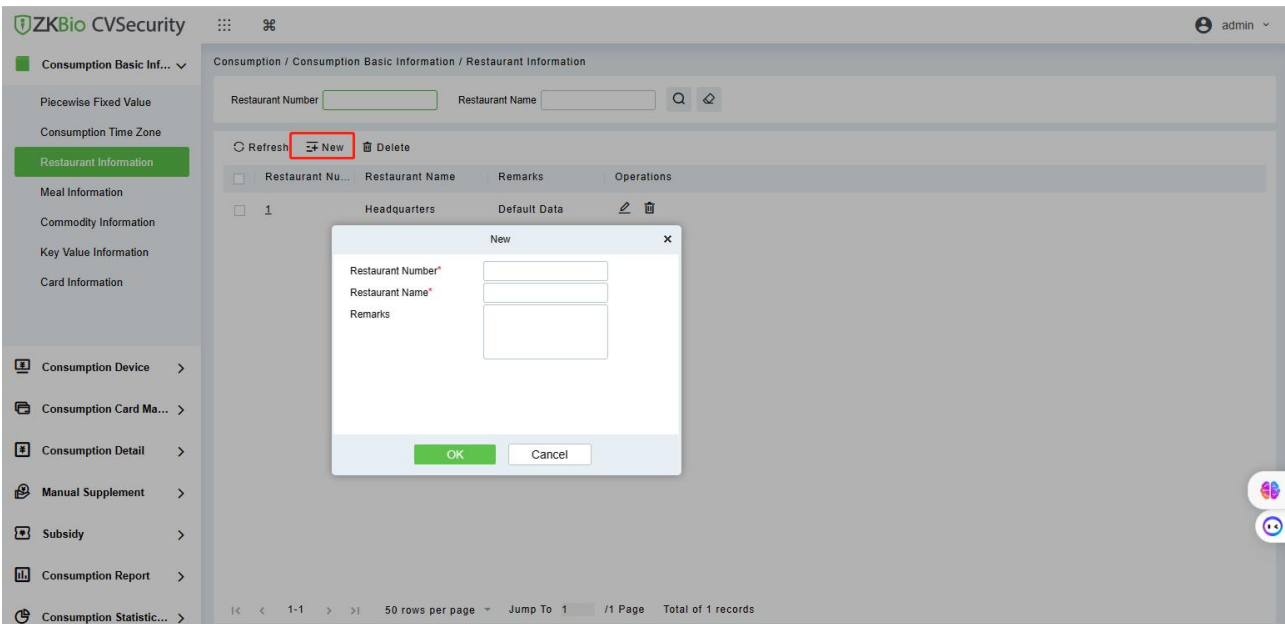 ZKBio CVSecurity
admin
Consumption Basic Inf...
Piecewise Fixed Value
Consumption Time Zone
Restaurant Information
Meal Information
Commodity Information
Key Value Information
Card Information
Consumption Device
Consumption Card Ma...
Consumption Detail
Manual Supplement
Subsidy
Consumption Report
Consumption Statistic...
Consumption / Consumption Basic Information / Restaurant Information
Restaurant Number Restaurant Name
Refresh New Delete
Restaurant Nu... Restaurant Name Remarks Operations
1 Headquarters Default Data
New
Restaurant Number*
Restaurant Name*
Remarks
OK Cancel
1-1 50 rows per page Jump To 1 /1 Page Total of 1 records